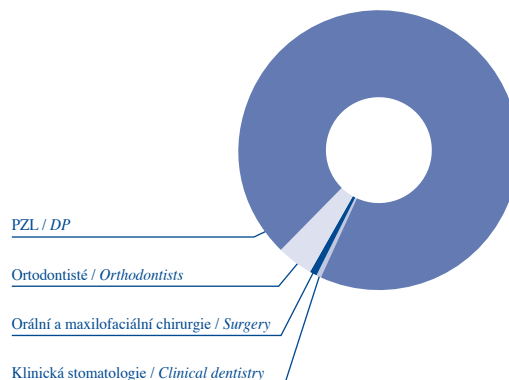 PZL / DP
Ortodontisté / Orthodontists
Orální a maxilofaciální chirurgie / Surgery
Klinická stomatologie / Clinical dentistry